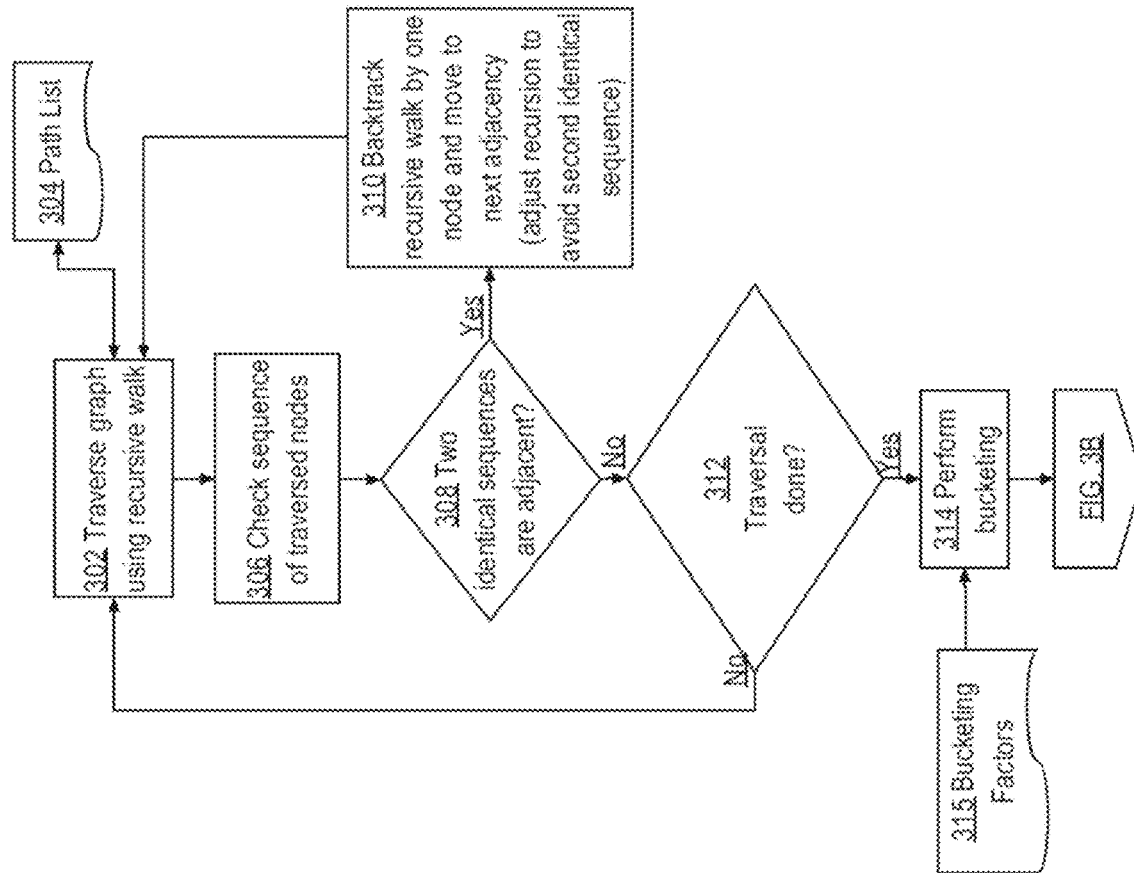 304 Path List
302 Traverse graph
using recursive walk
306 Check sequence
of traversed nodes
308 Two
identical sequences
are adjacent?
Yes
310 Backtrack
recursive walk by one
node and move to
next adjacency
(adjust recursion to
avoid second identical
sequence)
No
312
Traversal
done?
No
Yes
314 Perform
bucketing
315 Bucketing
Factors
FIG. 3B